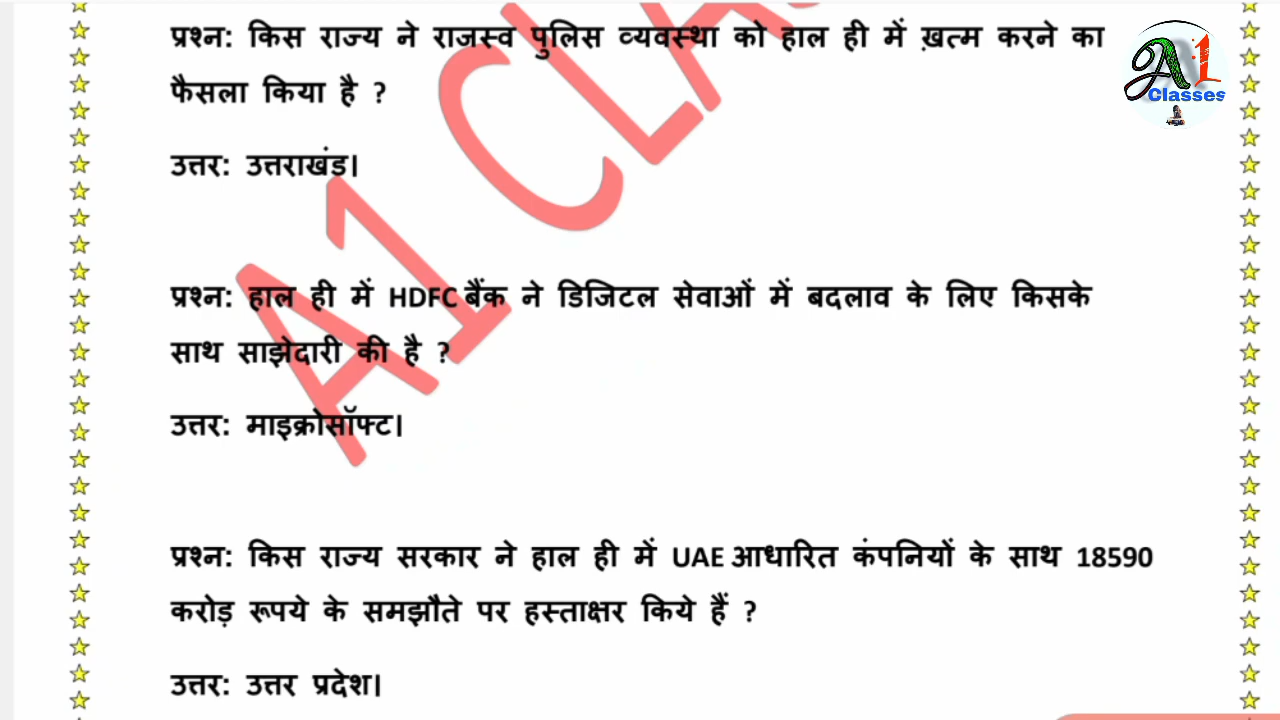 प्रश्न: किस राज्य ने राजस्व पुलिस व्यवस्था को हाल ही में ख़त्म करने का
फैसला किया है ?
उत्तर: उत्तराखंड।
प्रश्न: हाल ही में HDFC बैंक ने डिजिटल सेवाओं में बदलाव के लिए किसके
साथ साझेदारी की है ?
उत्तर: माइक्रोसॉफ्ट।
प्रश्न: किस राज्य सरकार ने हाल ही में UAE आधारित कंपनियों के साथ 18590
करोड़ रूपये के समझौते पर हस्ताक्षर किये हैं ?
उत्तर: उत्तर प्रदेश।
A1 CLA
A1
Classes